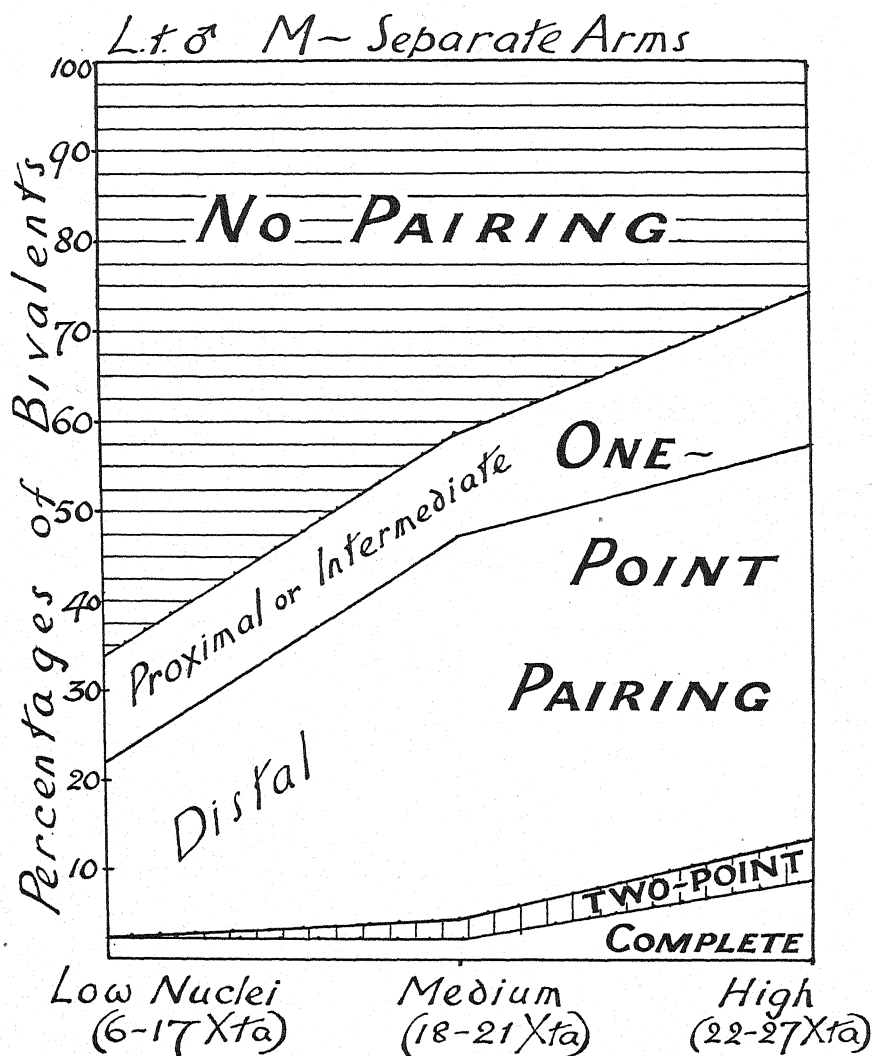 L.t. ♂ M~ Separate Arms
100
90
80
70
60
50
40
30
20
10
Percentages of Bivalents
No Pairing
Proximal or Intermediate
One~
Point
Pairing
Distal
Two-Point
Complete
Low Nuclei Medium High
(6-17 Xta) (18-21 Xta) (22-27 Xta)